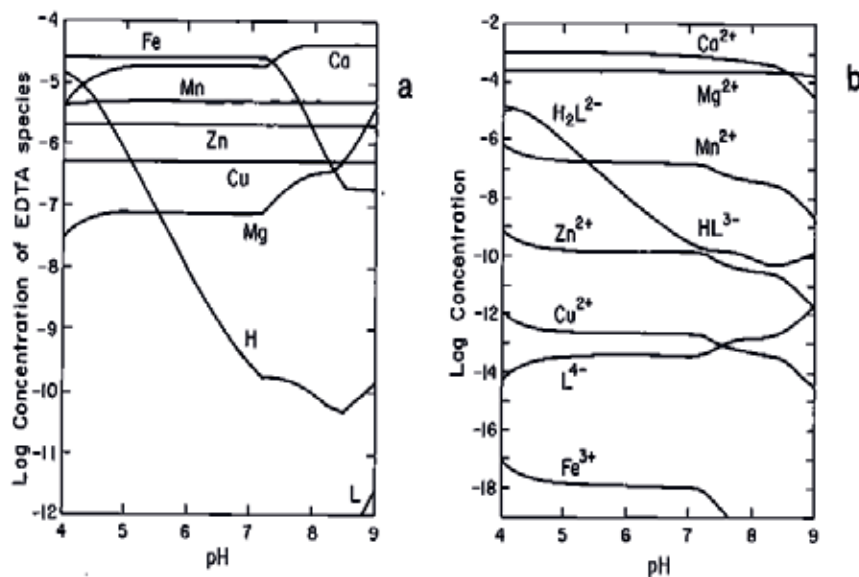 -4
-5
-6
-7
-8
-9
-10
-11
-12
4
5
6
7
8
9
pH
Log Concentration of EDTA species
Fe
Ca
Mn
Zn
Cu
Mg
H
L
a
-2
-4
-6
-8
-10
-12
-14
-16
-18
4
5
6
7
8
9
pH
Log Concentration
Ca²⁺
Mg²⁺
H₂L²⁻
Mn²⁺
HL³⁻
Zn²⁺
Cu²⁺
L⁴⁻
Fe³⁺
b